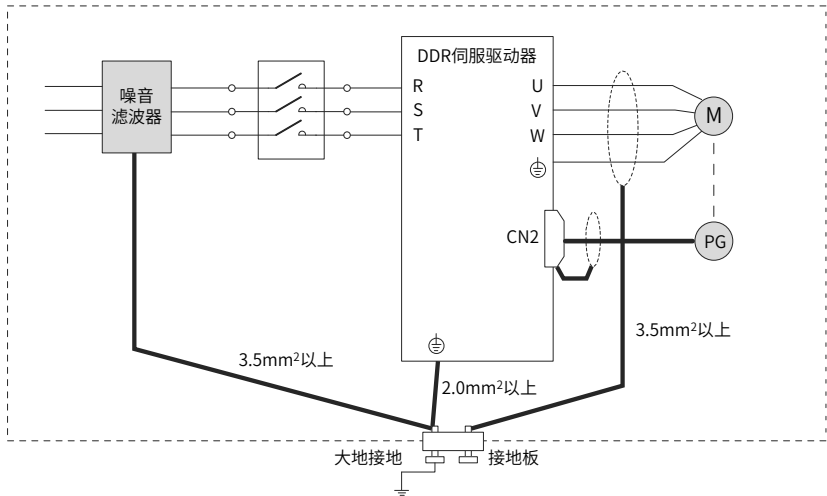 DDR伺服驱动器
噪音
滤波器
R
S
T
U
V
W
M
CN2
PG
3.5mm²以上
3.5mm²以上
2.0mm²以上
大地接地
接地板